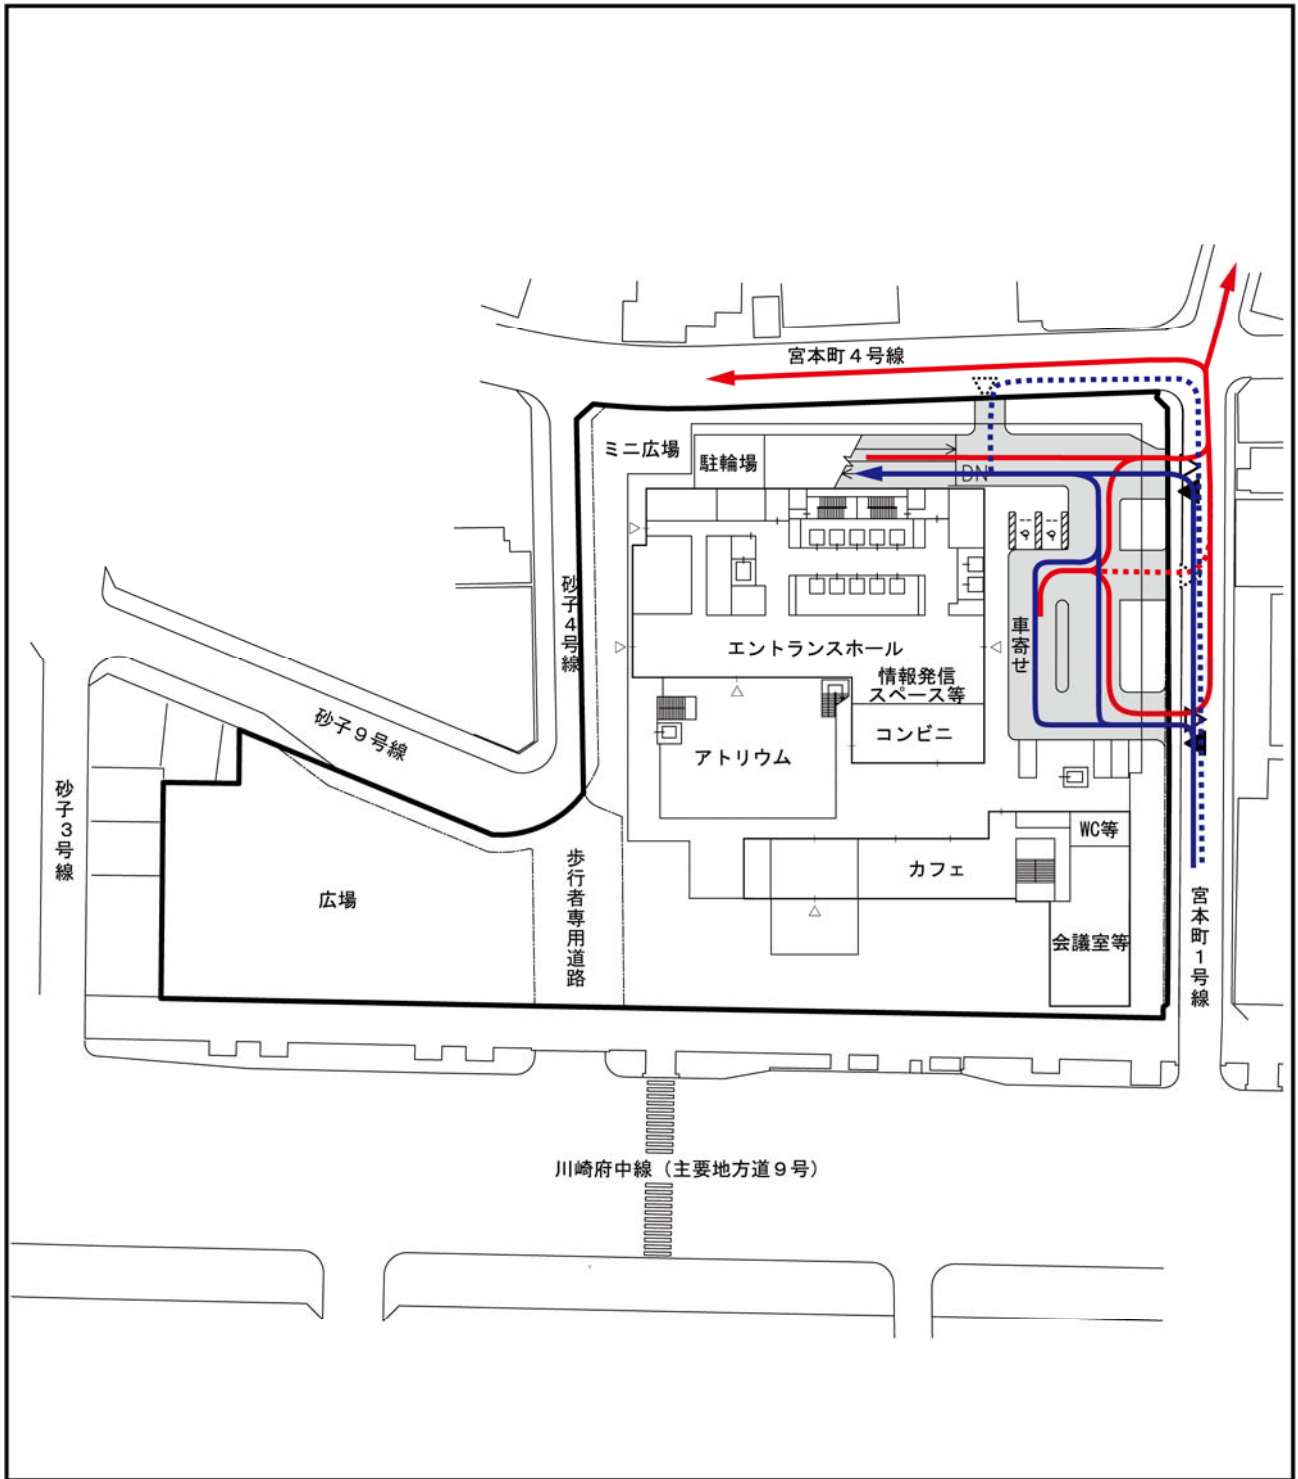 宮本町４号線
ミニ広場
駐輪場
DN
砂子４号線
エントランスホール
車寄せ
情報発信
スペース等
コンビニ
アトリウム
砂子９号線
砂子３号線
WC等
カフェ
広場
歩行者専用道路
会議室等
宮本町１号線
川崎府中線（主要地方道９号）